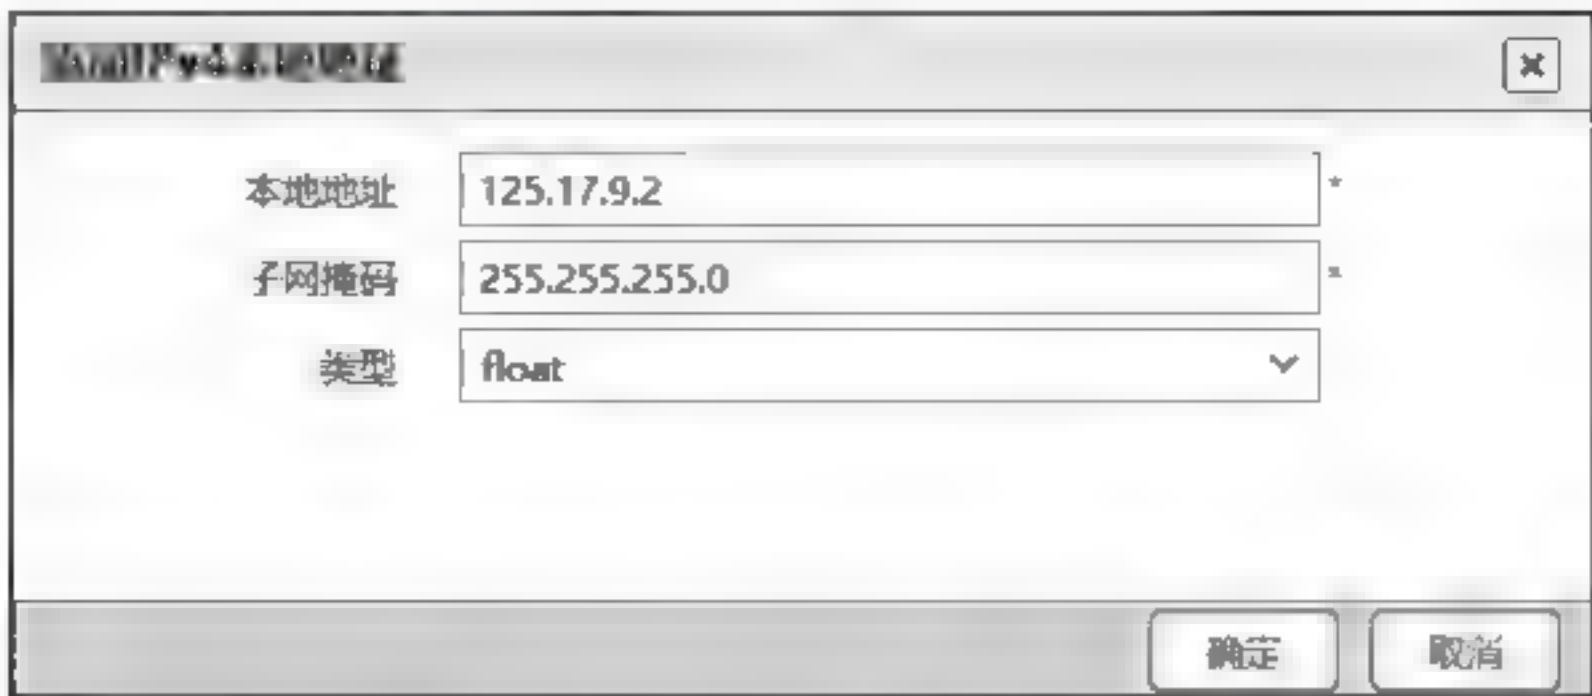 本地地址 125.17.9.2 *
子网掩码 255.255.255.0 *
类型 float
确定 取消